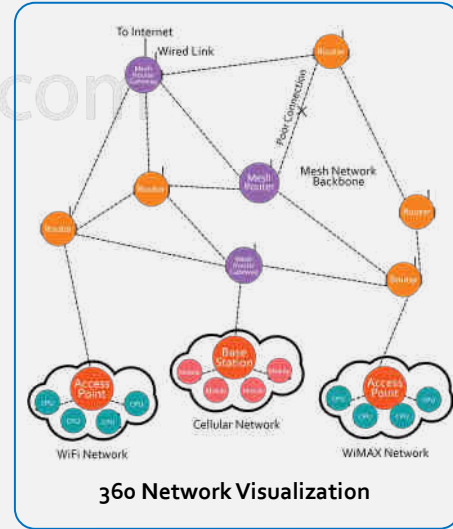 To Internet
Wired Link
Mesh
Router
Gateway
Router
com
Poor Connection
Mesh
Router
Mesh Network
Backbone
Router
Router
Router
Mesh
Router
Gateway
Router
Access
Point
CPU
CPU
CPU
CPU
WiFi Network
Base
Station
Mobile
Mobile
Mobile
Mobile
Cellular Network
Access
Point
CPU
CPU
CPU
CPU
WiMAX Network
360 Network Visualization